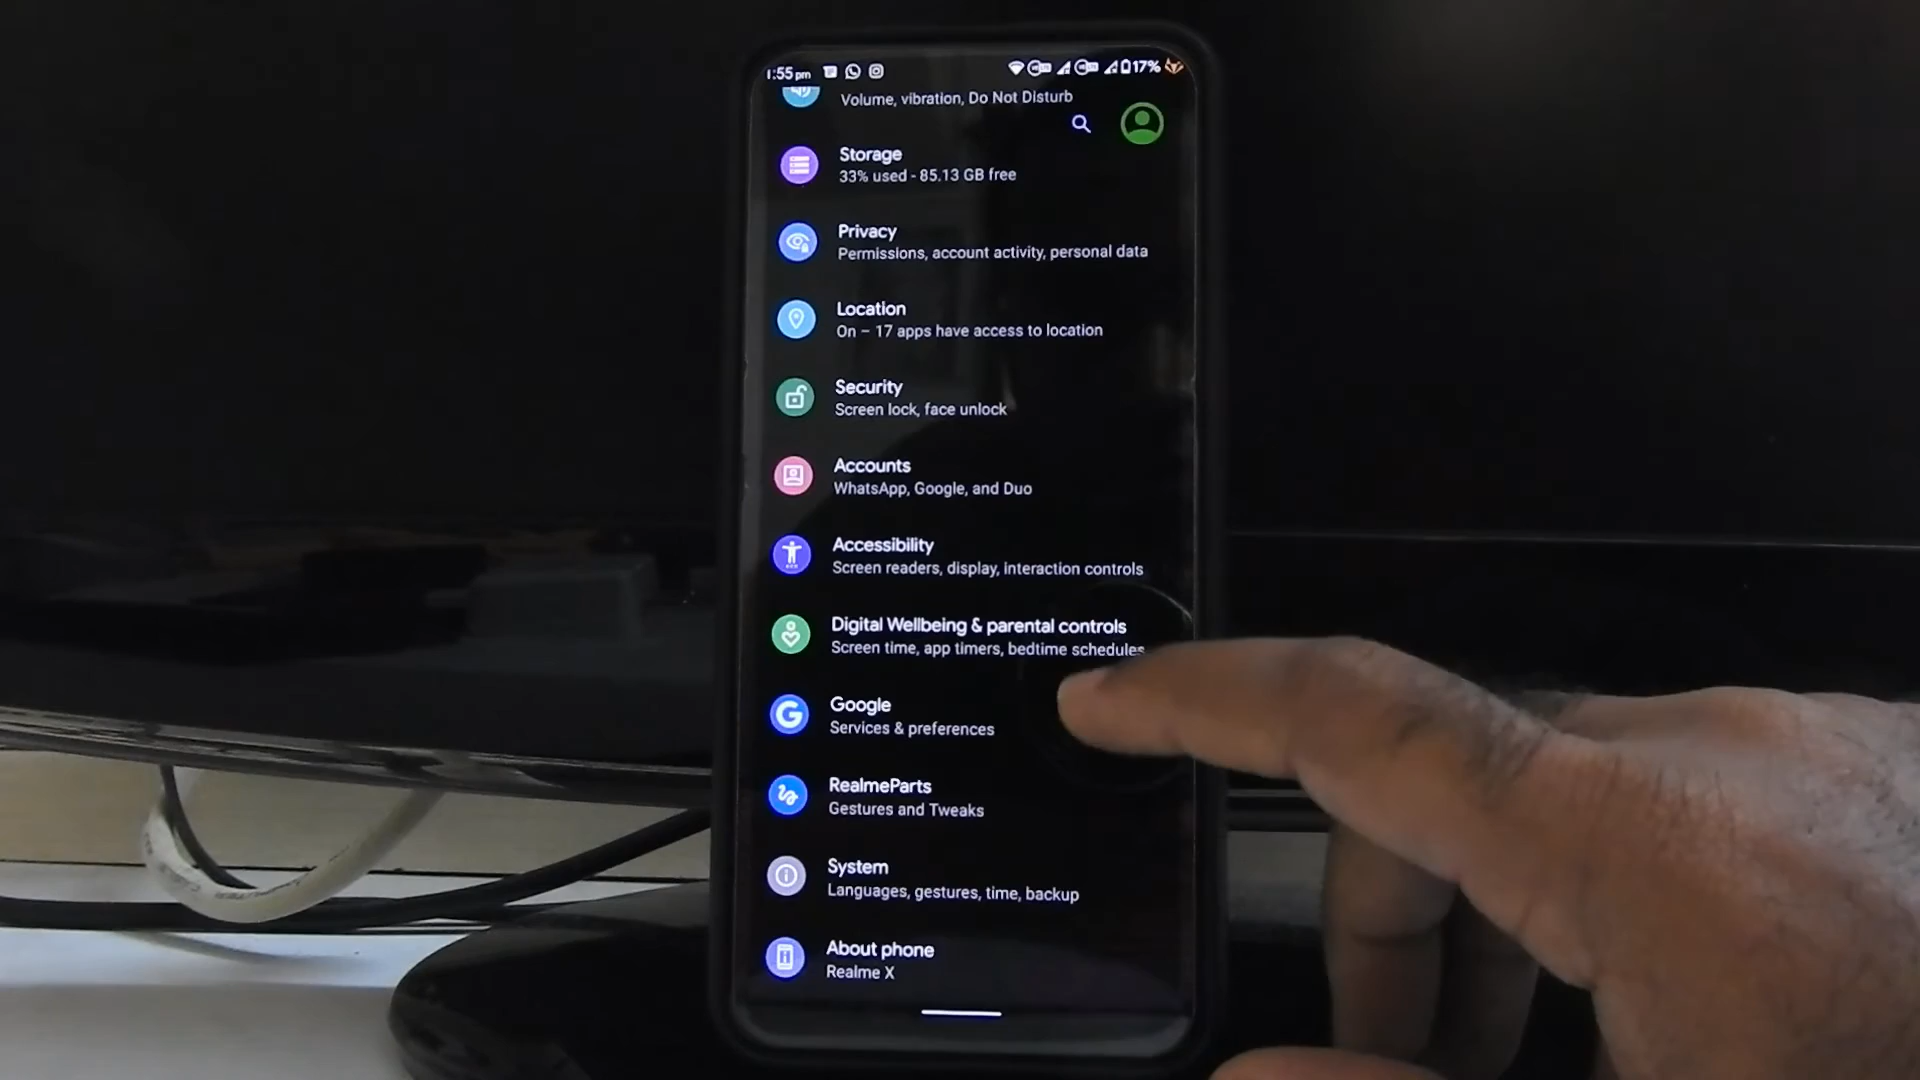 1:55 pm 17%
Volume, vibration, Do Not Disturb
Storage
33% used - 85.13 GB free
Privacy
Permissions, account activity, personal data
Location
On – 17 apps have access to location
Security
Screen lock, face unlock
Accounts
WhatsApp, Google, and Duo
Accessibility
Screen readers, display, interaction controls
Digital Wellbeing & parental controls
Screen time, app timers, bedtime schedules
Google
Services & preferences
RealmeParts
Gestures and Tweaks
System
Languages, gestures, time, backup
About phone
Realme X